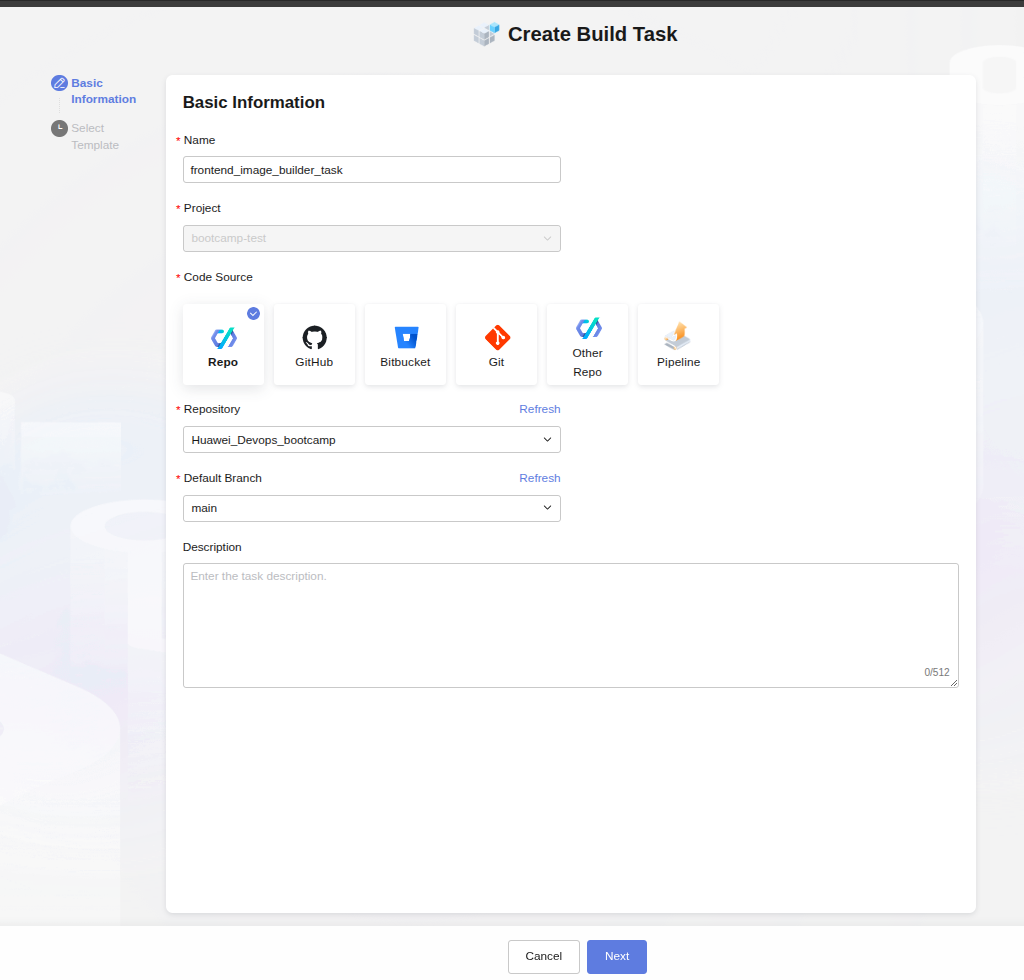 Create Build Task
Basic
Information
Select
Template
Basic Information
* Name
frontend_image_builder_task
* Project
bootcamp-test
* Code Source
Repo
GitHub
Bitbucket
Git
Other
Repo
Pipeline
* Repository Refresh
Huawei_Devops_bootcamp
* Default Branch Refresh
main
Description
Enter the task description.
0/512
Cancel Next